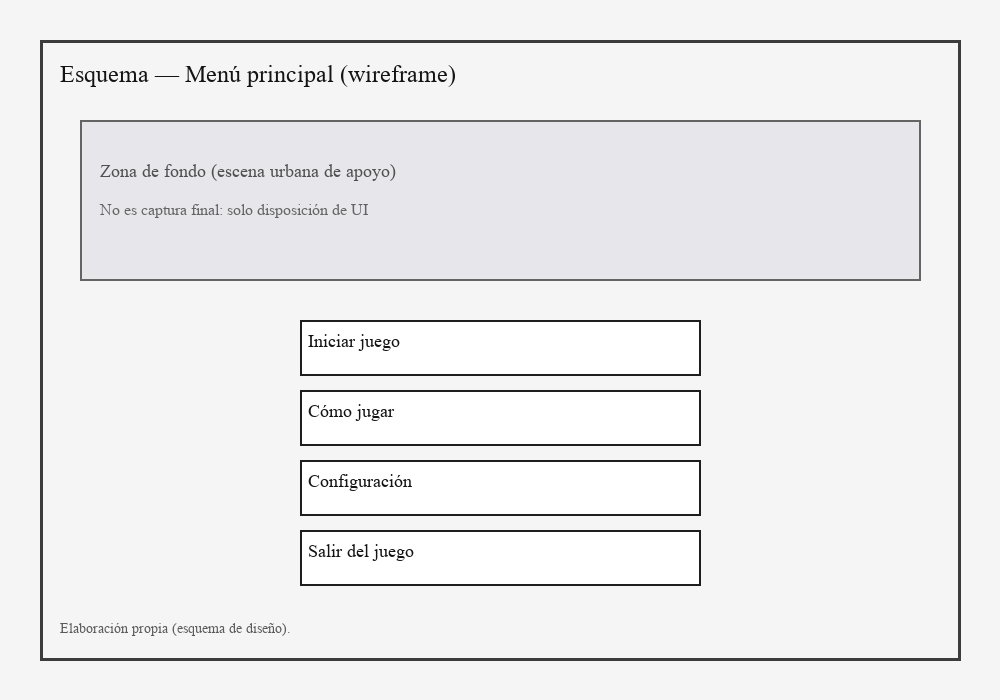 Esquema — Menú principal (wireframe)
Zona de fondo (escena urbana de apoyo)
No es captura final: solo disposición de UI
Iniciar juego
Cómo jugar
Configuración
Salir del juego
Elaboración propia (esquema de diseño).